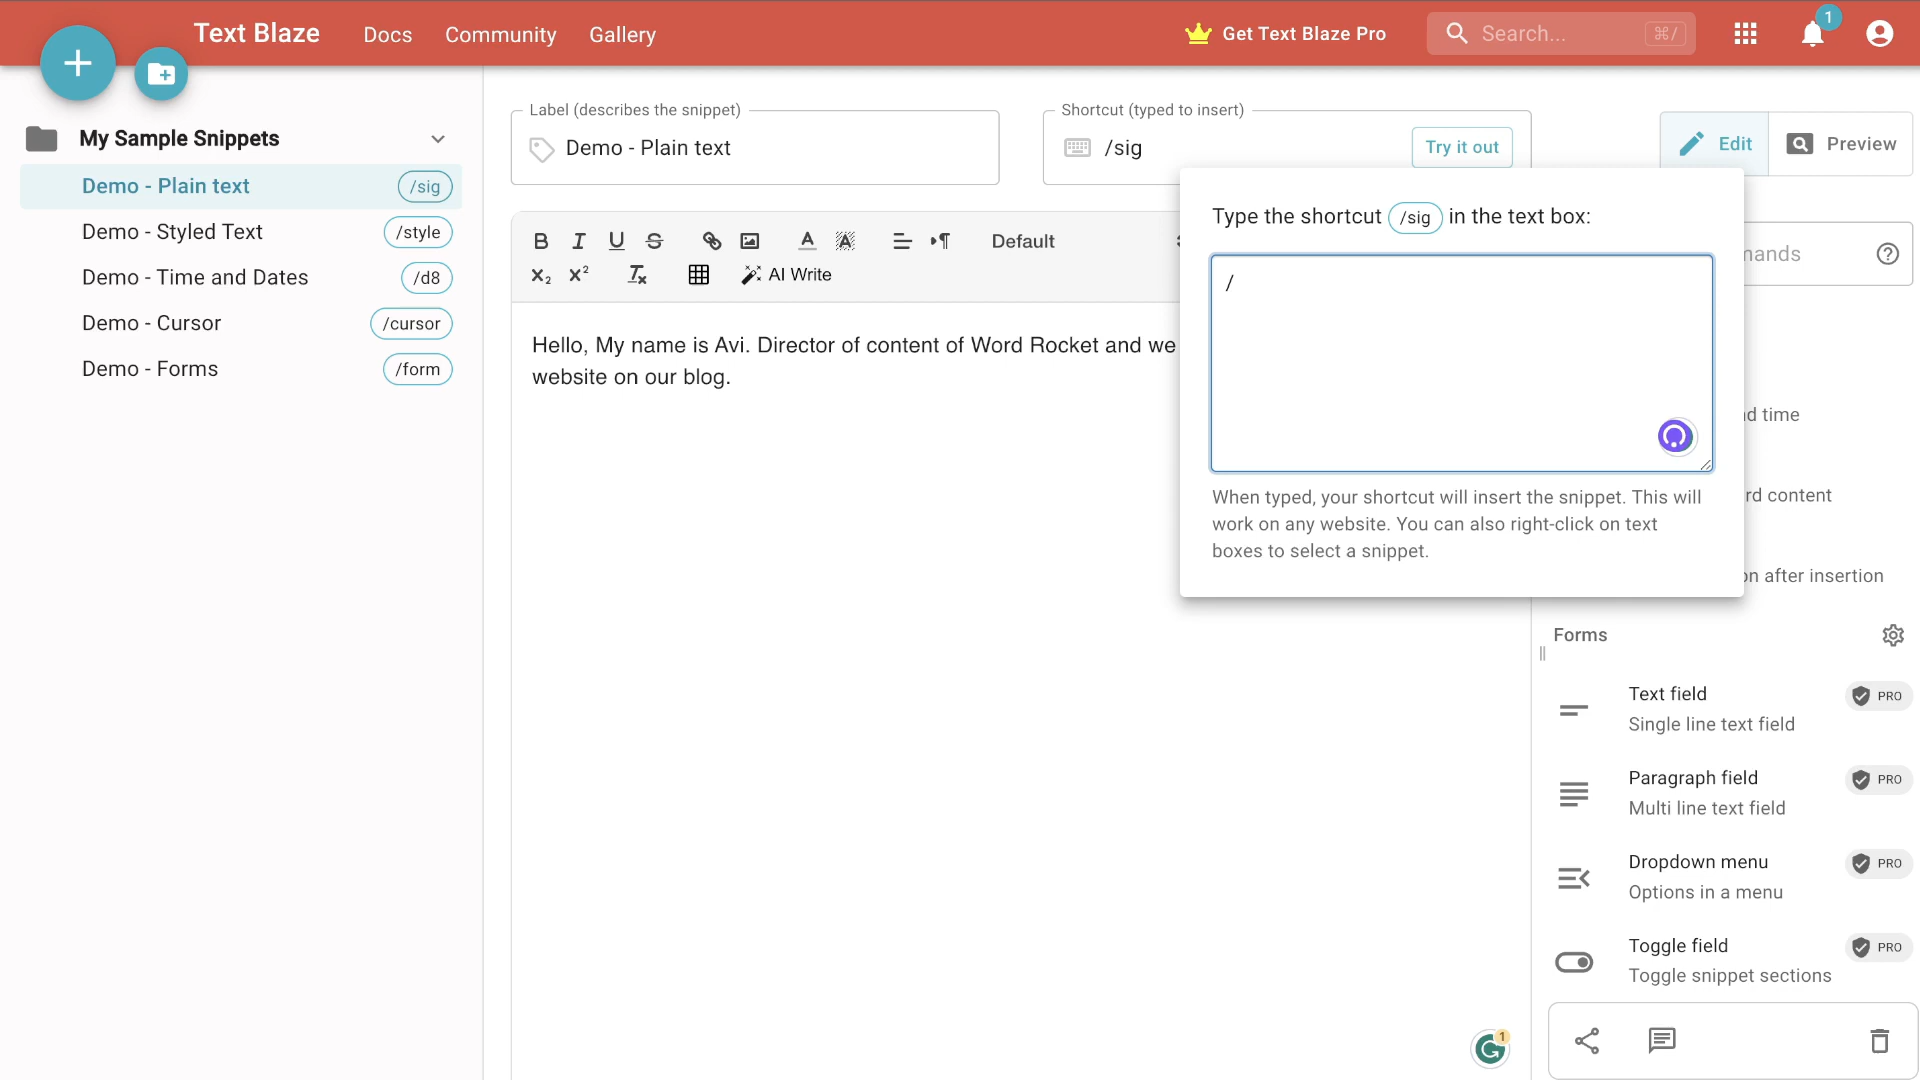 Text Blaze
Docs
Community
Gallery
Get Text Blaze Pro
Search...
⌘/
1
My Sample Snippets
Demo - Plain text
/sig
Demo - Styled Text
/style
Demo - Time and Dates
/d8
Demo - Cursor
/cursor
Demo - Forms
/form
Label (describes the snippet)
Demo - Plain text
Shortcut (typed to insert)
/sig
Try it out
Edit
Preview
Default
AI Write
Hello, My name is Avi. Director of content of Word Rocket and we
website on our blog.
Type the shortcut /sig in the text box:
/
When typed, your shortcut will insert the snippet. This will
work on any website. You can also right-click on text
boxes to select a snippet.
time
content
after insertion
Forms
Text field
PRO
Single line text field
Paragraph field
PRO
Multi line text field
Dropdown menu
PRO
Options in a menu
Toggle field
PRO
Toggle snippet sections
1